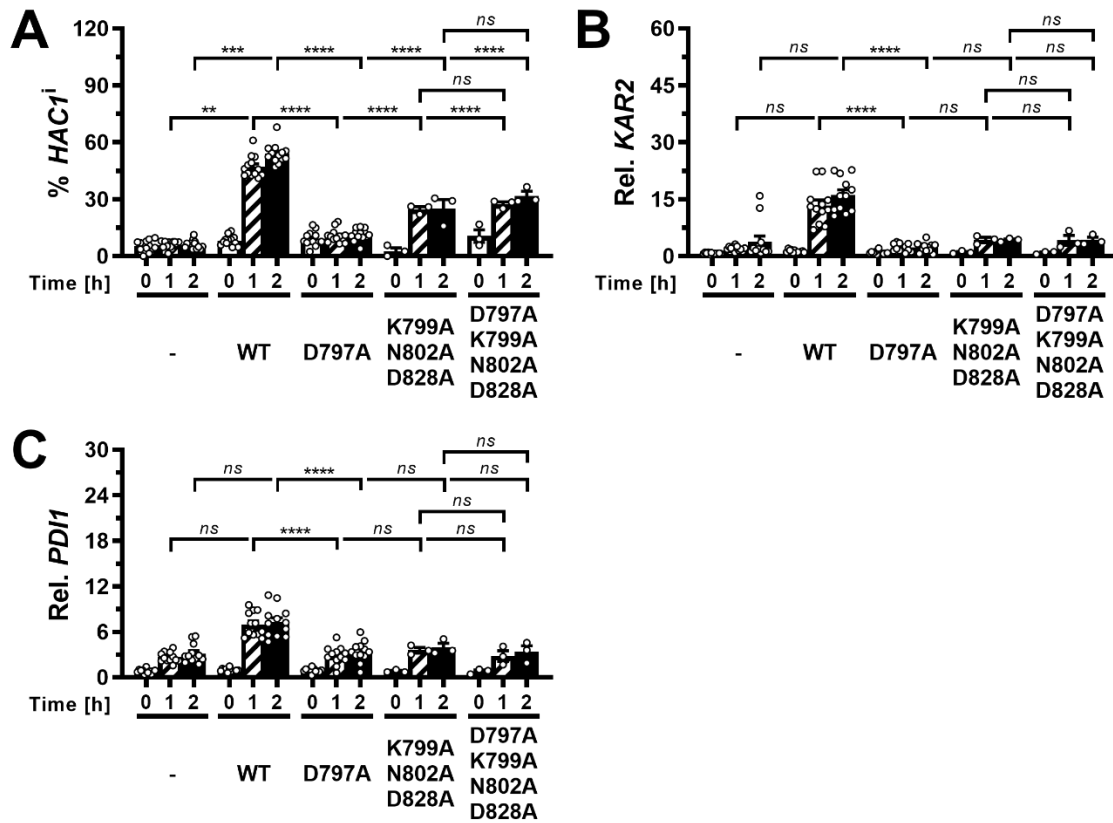 A
% HAC1ⁱ
120
90
60
30
0
ns
*** **** **** ****
ns
** **** **** ****
Time [h] 0 1 2 0 1 2 0 1 2 0 1 2 0 1 2
- WT D797A K799A N802A D828A D797A K799A N802A D828A
B
Rel. KAR2
60
45
30
15
0
ns
ns **** ns ns
ns
ns **** ns ns
Time [h] 0 1 2 0 1 2 0 1 2 0 1 2 0 1 2
- WT D797A K799A N802A D828A D797A K799A N802A D828A
C
Rel. PDI1
30
24
18
12
6
0
ns
ns **** ns ns
ns
ns **** ns ns
Time [h] 0 1 2 0 1 2 0 1 2 0 1 2 0 1 2
- WT D797A K799A N802A D828A D797A K799A N802A D828A